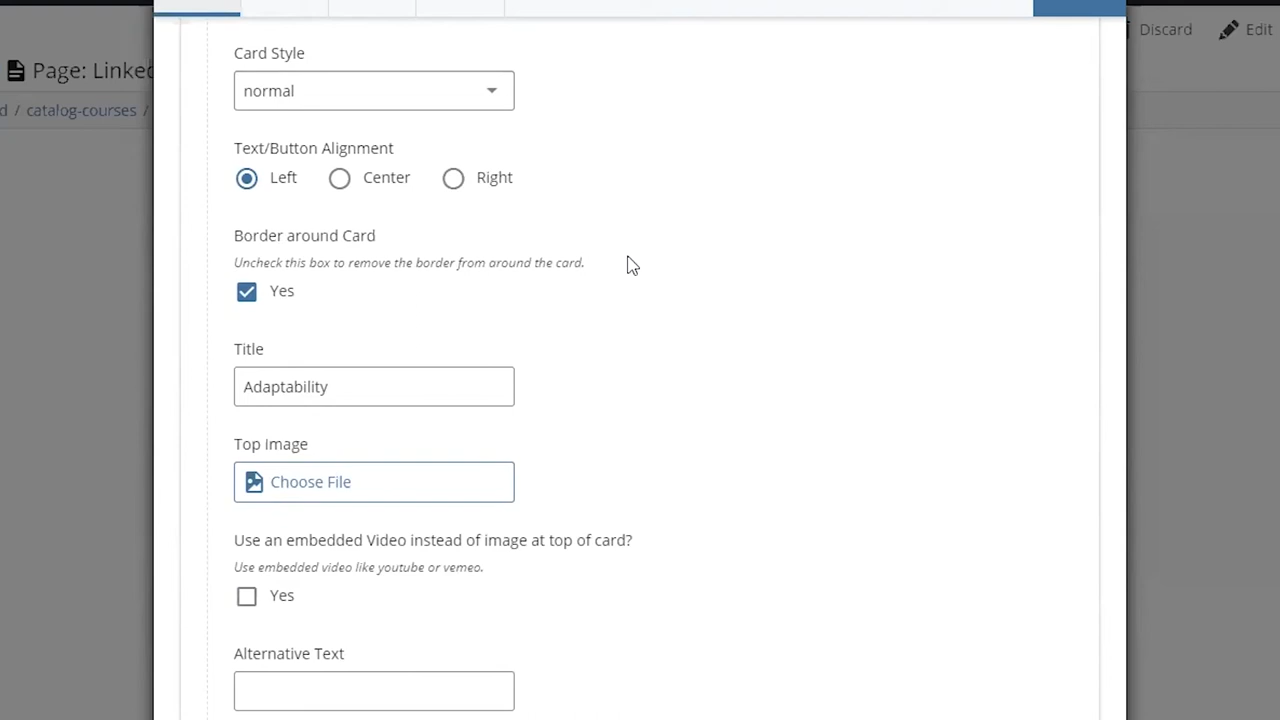 Discard
Edit
Page: Linked
d / catalog-courses /
Card Style
normal
Text/Button Alignment
Left
Center
Right
Border around Card
Uncheck this box to remove the border from around the card.
Yes
Title
Adaptability
Top Image
Choose File
Use an embedded Video instead of image at top of card?
Use embedded video like youtube or vemeo.
Yes
Alternative Text